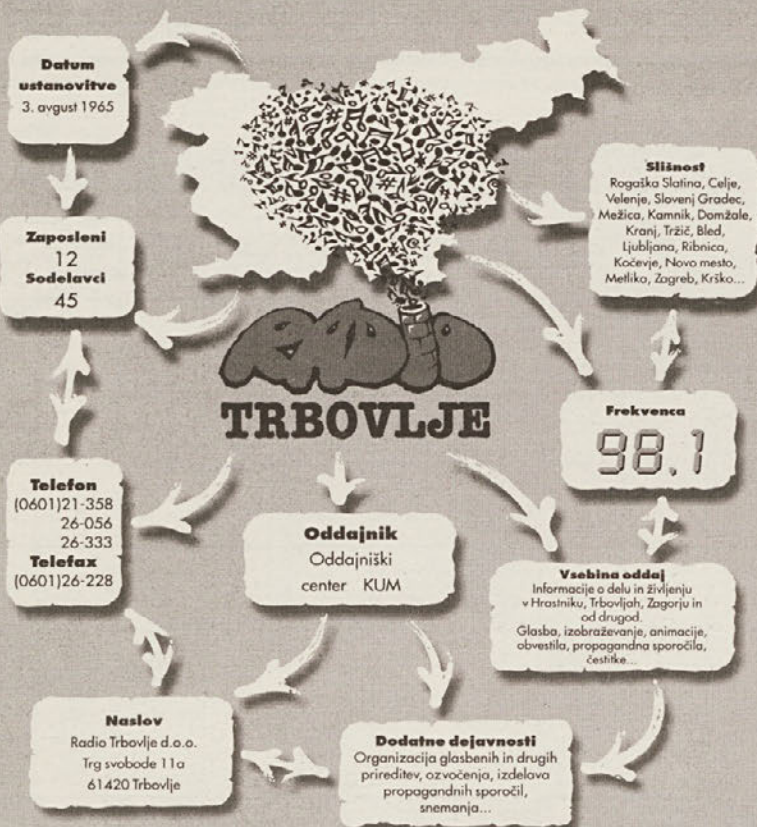 Datum
ustanovitve
3. avgust 1965
Slišnost
Rogaška Slatina, Celje,
Velenje, Slovenj Gradec,
Mežica, Kamnik, Domžale,
Kranj, Tržič, Bled,
Ljubljana, Ribnica,
Kočevje, Novo mesto,
Metlika, Zagreb, Krško...
Zaposleni
12
Sodelavci
45
RADIO
TRBOVLJE
Frekvenca
98.1
Telefon
(0601)21-358
26-056
26-333
Telefax
(0601)26-228
Oddajnik
Oddajniški
center KUM
Vsebina oddaj
Informacije o delu in življenju
v Hrastniku, Trbovljah, Zagorju in
od drugod.
Glasba, izobraževanje, animacije,
obvestila, propagandna sporočila,
čestitke...
Naslov
Radio Trbovlje d.o.o.
Trg svobode 11a
61420 Trbovlje
Dodatne dejavnosti
Organizacija glasbenih in drugih
prireditev, ozvočenja, izdelava
propagandnih sporočil,
snemanja...